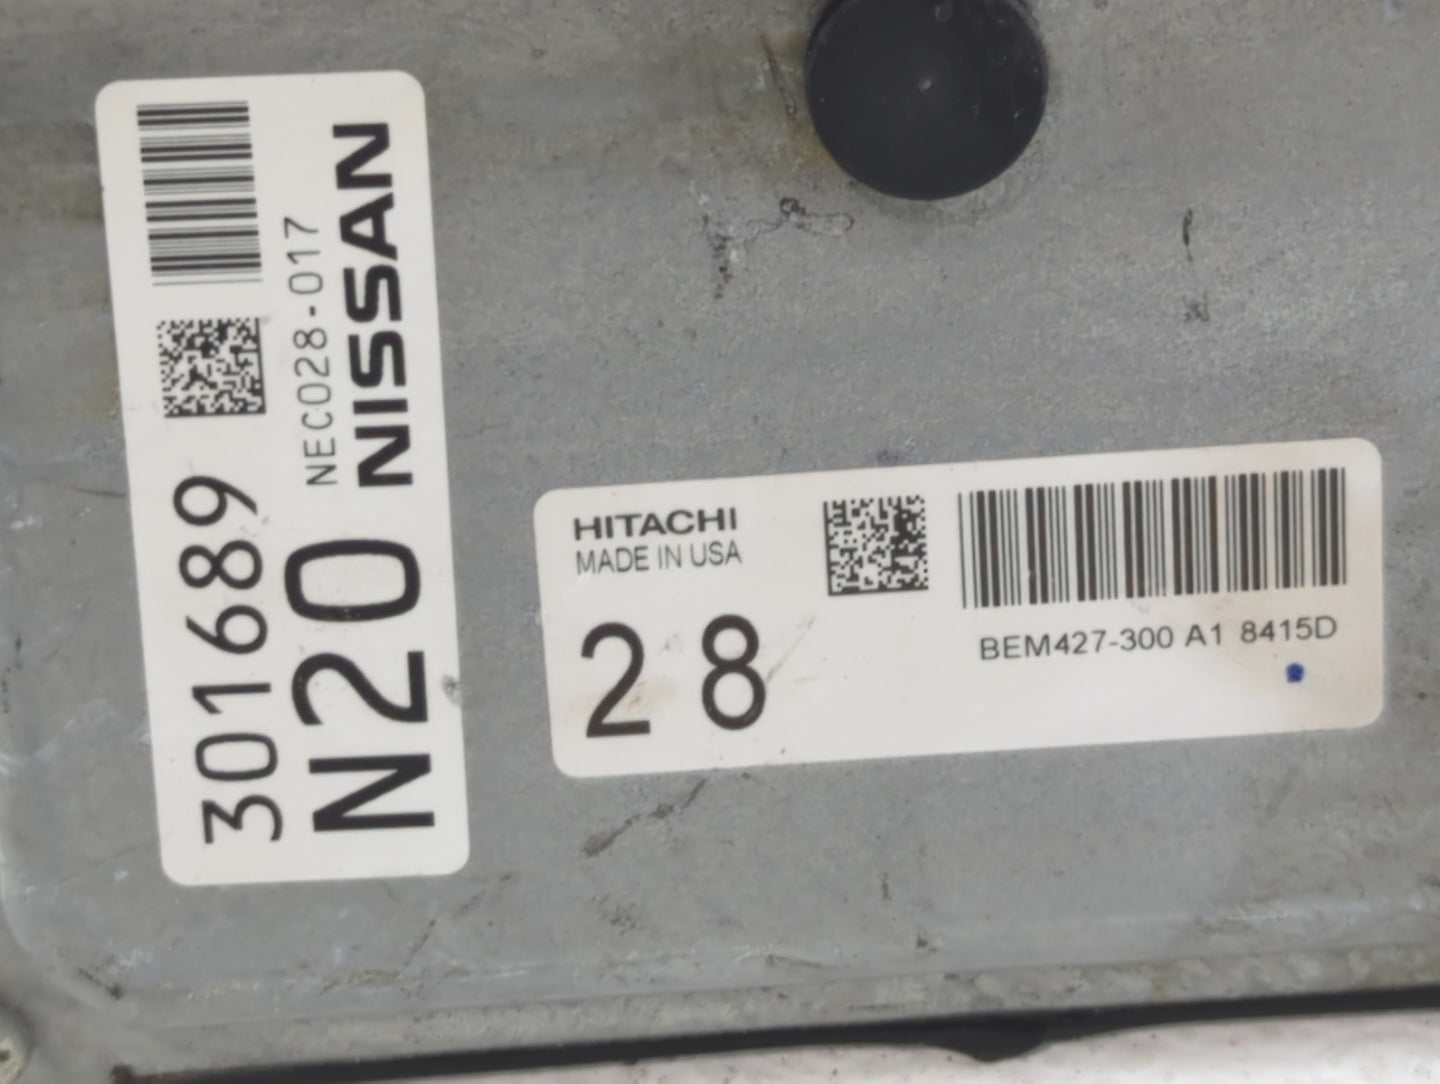 301689
NEC028-017
N20 NISSAN
HITACHI
MADE IN USA
28
BEM427-300 A1 8415D